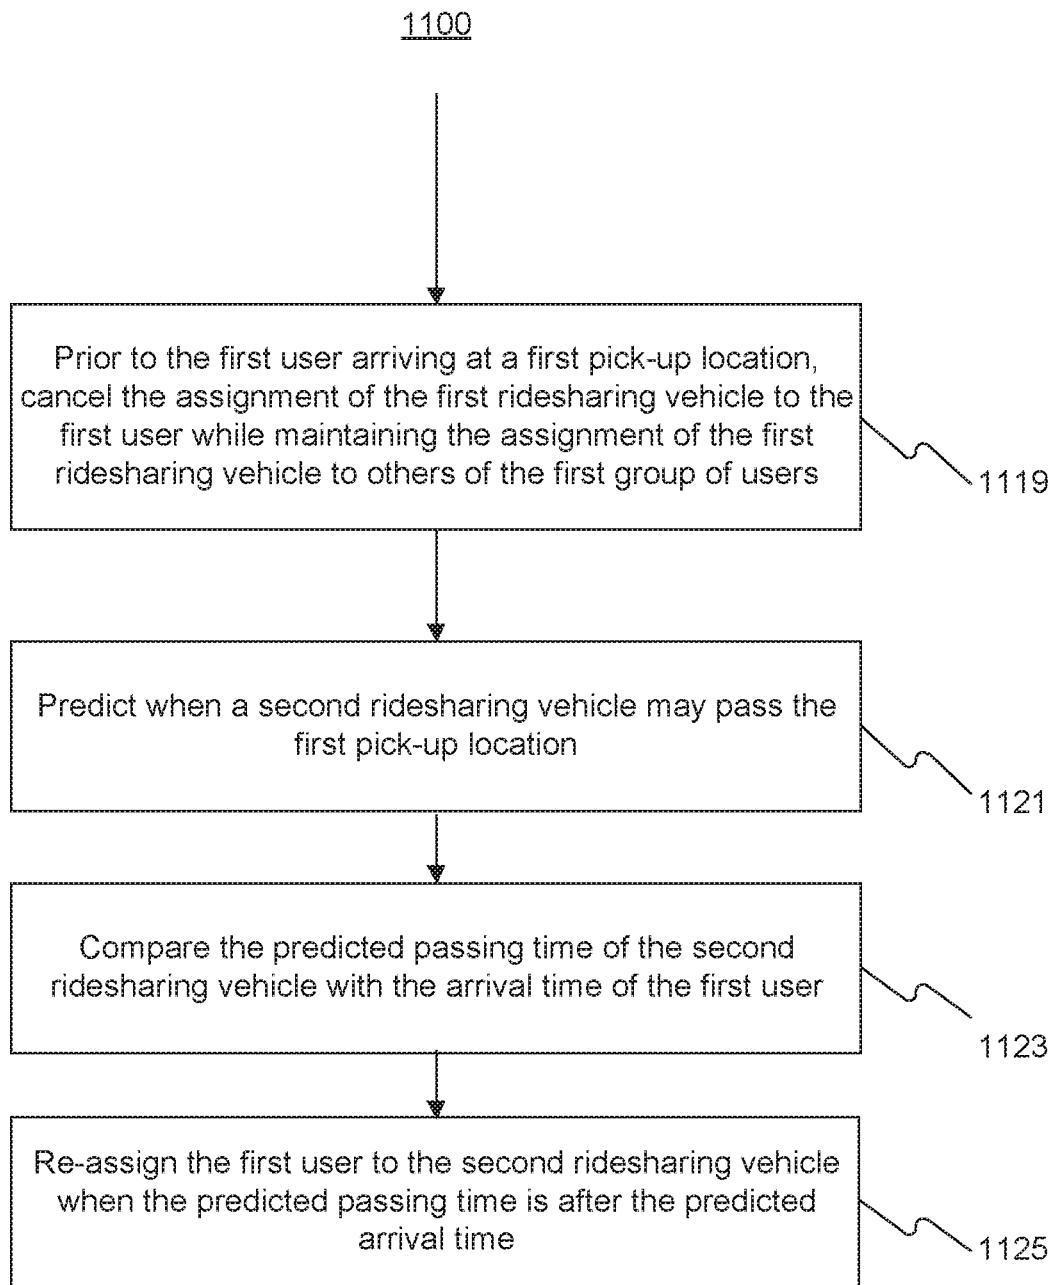 1100
Prior to the first user arriving at a first pick-up location,
cancel the assignment of the first ridesharing vehicle to the
first user while maintaining the assignment of the first
ridesharing vehicle to others of the first group of users
1119
Predict when a second ridesharing vehicle may pass the
first pick-up location
1121
Compare the predicted passing time of the second
ridesharing vehicle with the arrival time of the first user
1123
Re-assign the first user to the second ridesharing vehicle
when the predicted passing time is after the predicted
arrival time
1125